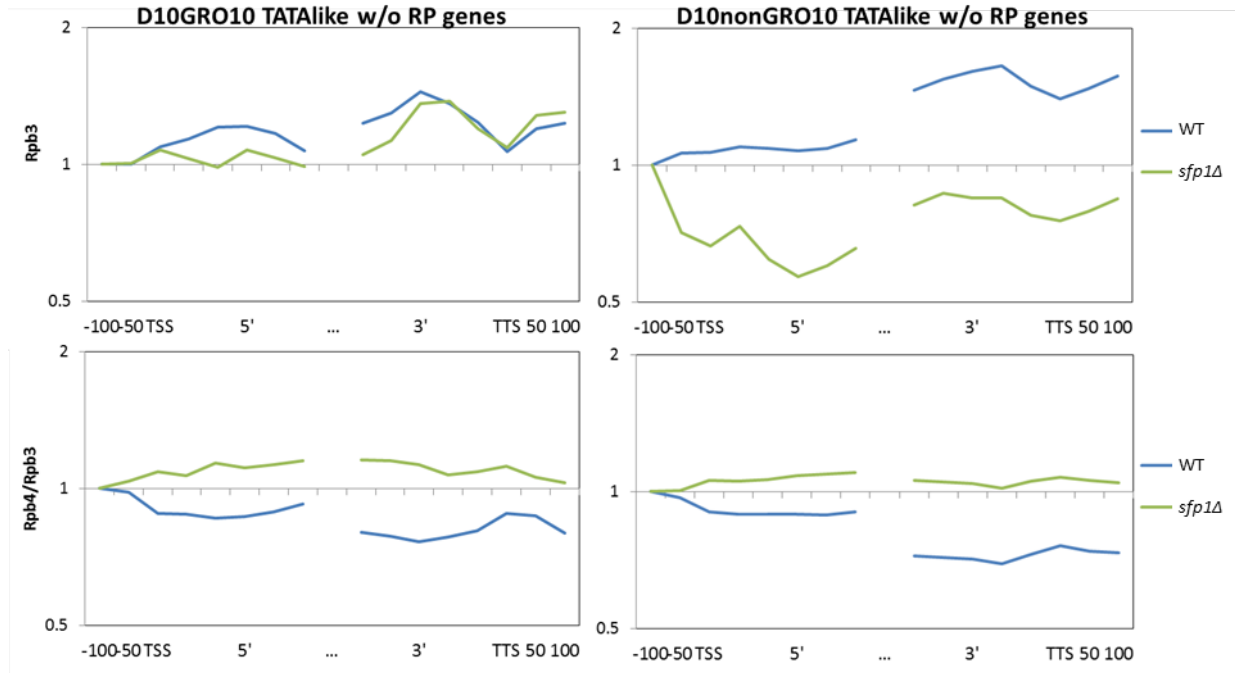 D10GRO10 TATAlike w/o RP genes
D10nonGRO10 TATAlike w/o RP genes
2
1
0.5
Rpb3
-100-50 TSS 5' ... 3' TTS 50 100
2
1
0.5
-100-50 TSS 5' ... 3' TTS 50 100
WT
sfp1Δ
2
1
0.5
Rpb4/Rpb3
-100-50 TSS 5' ... 3' TTS 50 100
2
1
0.5
-100-50 TSS 5' ... 3' TTS 50 100
WT
sfp1Δ